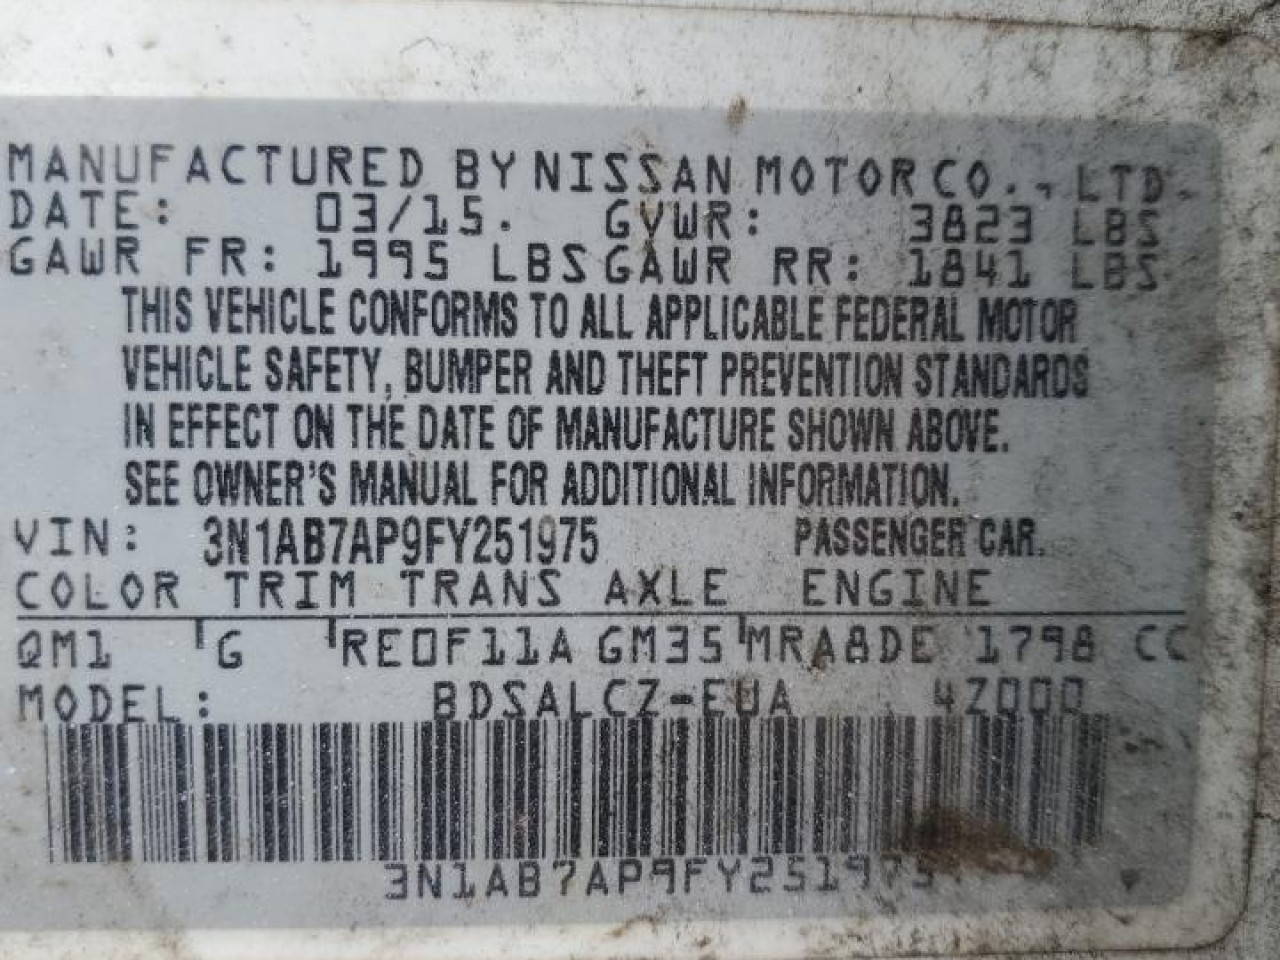 MANUFACTURED BY NISSAN MOTOR CO., LTD.
DATE: 03/15. GVWR: 3823 LBS
GAWR FR: 1995 LBS GAWR RR: 1841 LBS
THIS VEHICLE CONFORMS TO ALL APPLICABLE FEDERAL MOTOR
VEHICLE SAFETY, BUMPER AND THEFT PREVENTION STANDARDS
IN EFFECT ON THE DATE OF MANUFACTURE SHOWN ABOVE.
SEE OWNER'S MANUAL FOR ADDITIONAL INFORMATION.
VIN: 3N1AB7AP9FY251975 PASSENGER CAR.
COLOR TRIM TRANS AXLE ENGINE
QM1 G RE0F11A GM35 MRA8DE 1798 CC
MODEL: BDSALCZ-EUA 4Z000
3N1AB7AP9FY251975